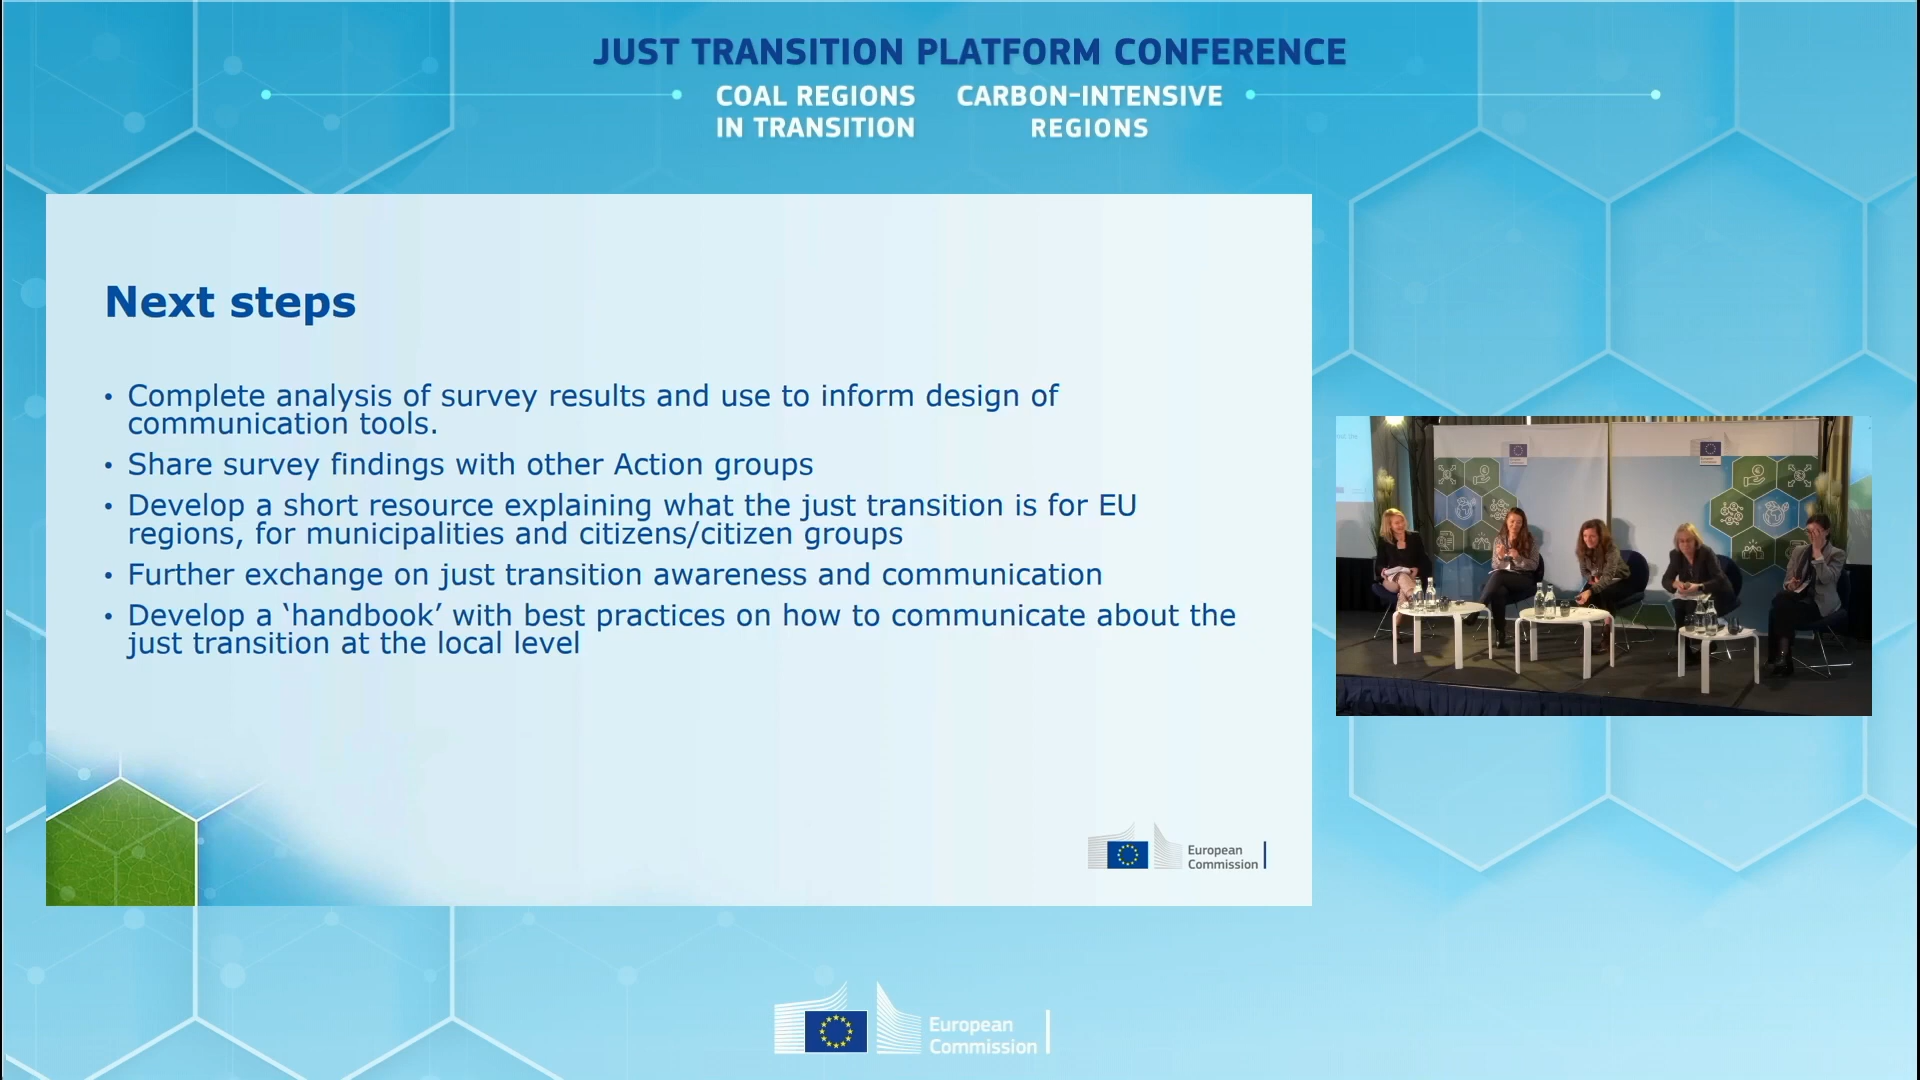 JUST TRANSITION PLATFORM CONFERENCE
COAL REGIONS
IN TRANSITION
CARBON-INTENSIVE
REGIONS
Next steps
• Complete analysis of survey results and use to inform design of
communication tools.
• Share survey findings with other Action groups
• Develop a short resource explaining what the just transition is for EU
regions, for municipalities and citizens/citizen groups
• Further exchange on just transition awareness and communication
• Develop a ‘handbook’ with best practices on how to communicate about the
just transition at the local level
European
Commission
European
Commission